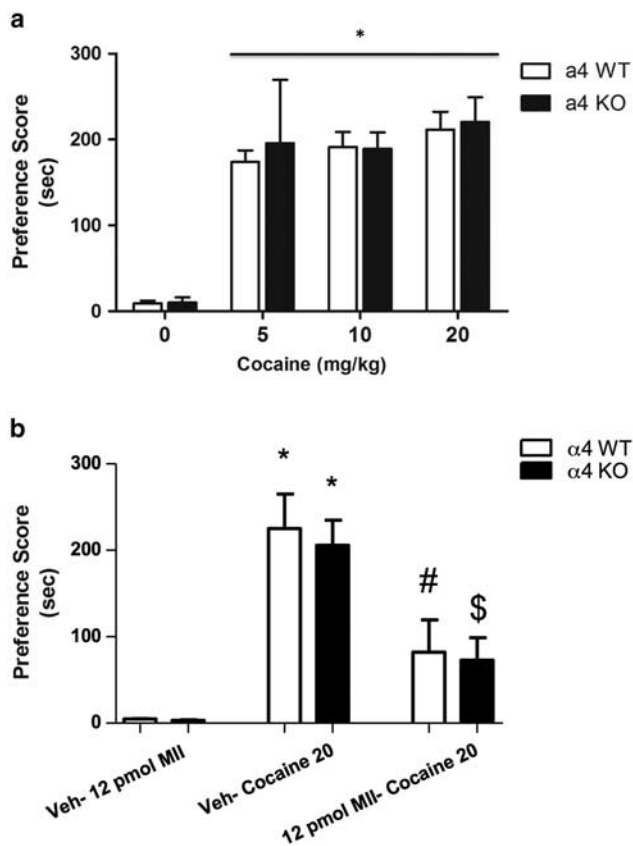 a
*
300
200
100
0
Preference Score
(sec)
0 5 10 20
Cocaine (mg/kg)
a4 WT
a4 KO
b
α4 WT
α4 KO
* *
#
$
300
200
100
0
Preference Score
(sec)
Veh- 12 pmol MII
Veh- Cocaine 20
12 pmol MII- Cocaine 20